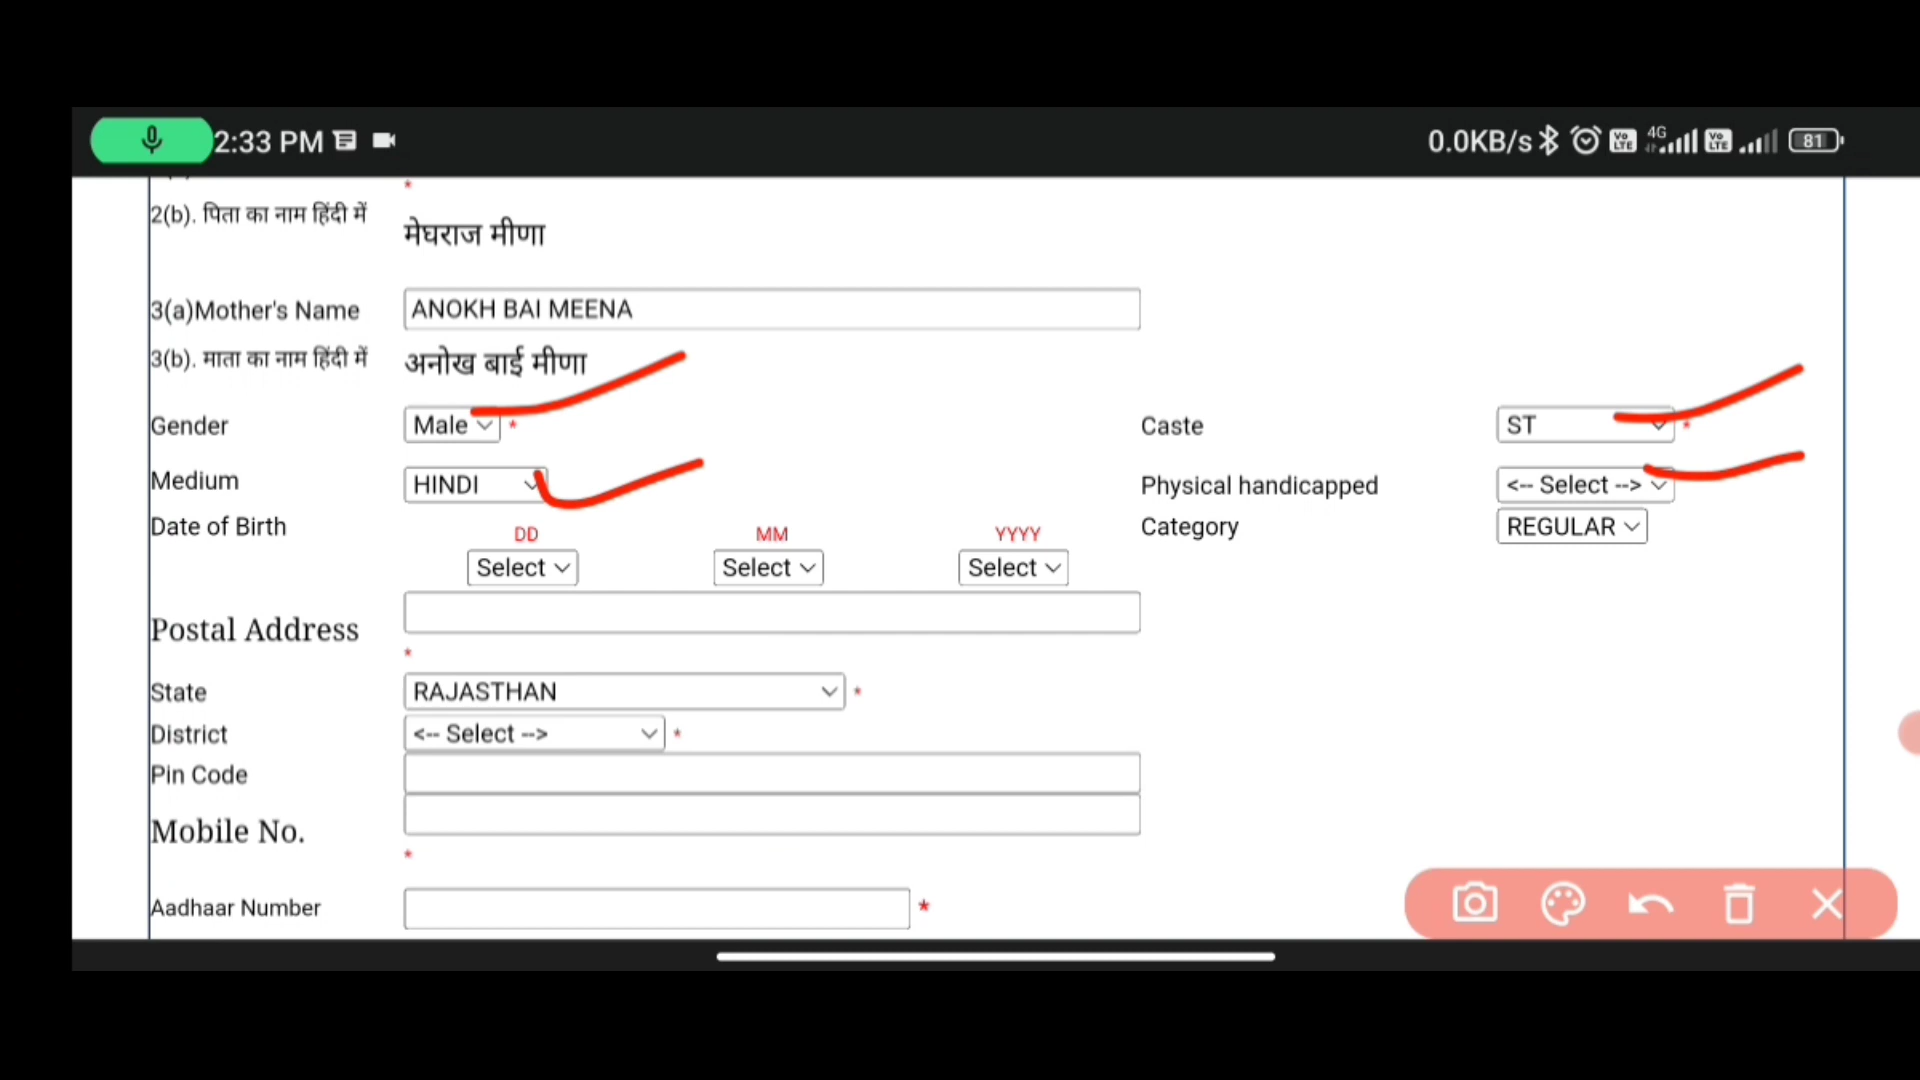 2:33 PM 0.0KB/s 4G 81
*
2(b). पिता का नाम हिंदी में
मेघराज मीणा
3(a)Mother's Name ANOKH BAI MEENA
3(b). माता का नाम हिंदी में अनोख बाई मीणा
Gender Male * Caste ST *
Medium HINDI Physical handicapped <-- Select -->
Date of Birth DD MM YYYY Category REGULAR
Select Select Select
Postal Address
*
State RAJASTHAN *
District <-- Select --> *
Pin Code
Mobile No.
*
Aadhaar Number *